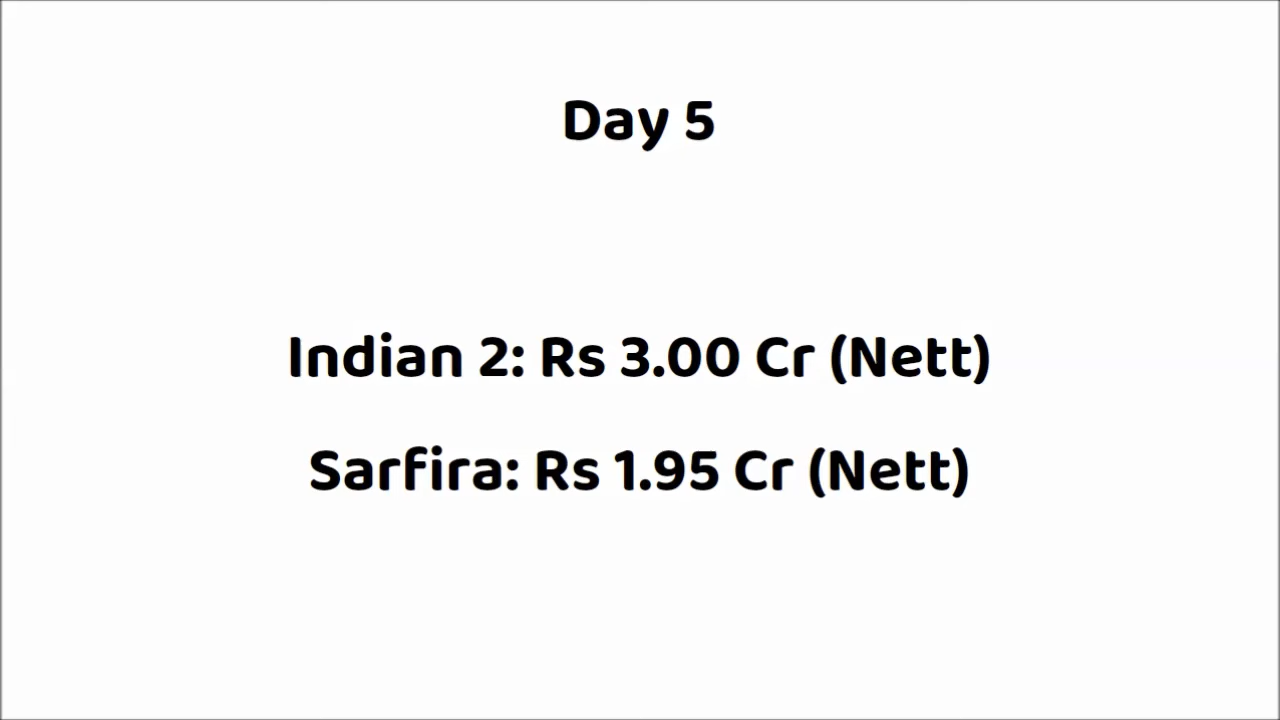 Day 5
Indian 2: Rs 3.00 Cr (Nett)
Sarfira: Rs 1.95 Cr (Nett)